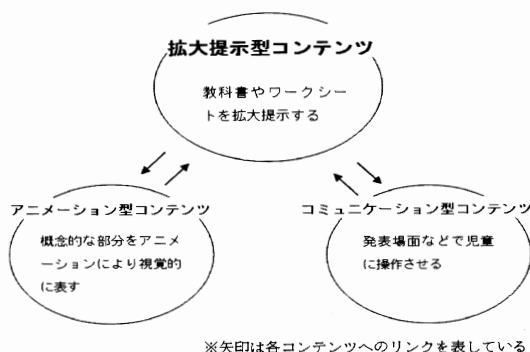 拡大提示型コンテンツ
教科書やワークシー
トを拡大提示する
アニメーション型コンテンツ
概念的な部分をアニメ
ーションにより視覚的
に表す
コミュニケーション型コンテンツ
発表場面などで児童
に操作させる
※矢印は各コンテンツへのリンクを表している